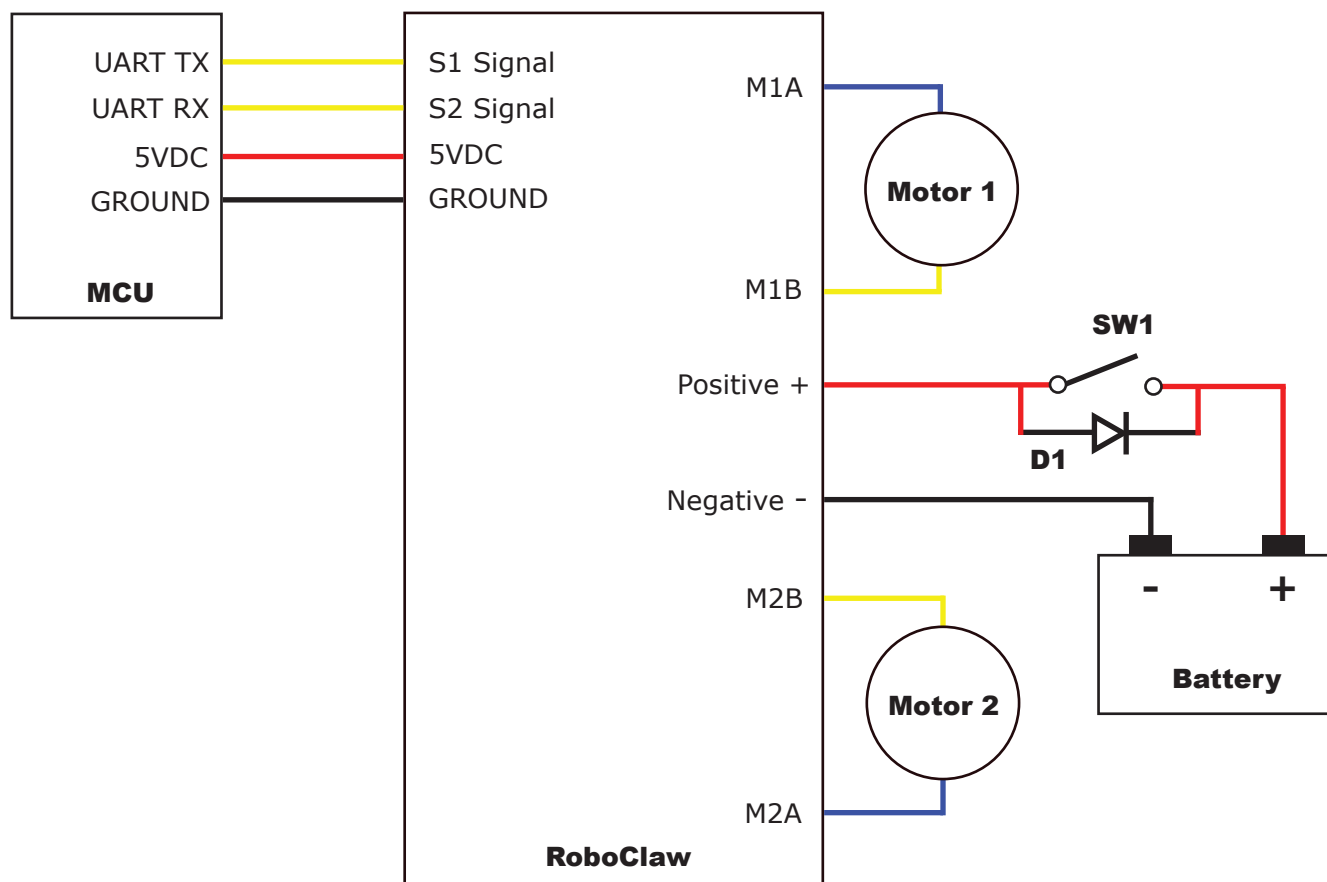 UART TX
UART RX
5VDC
GROUND
MCU
S1 Signal
S2 Signal
5VDC
GROUND
M1A
Motor 1
M1B
SW1
Positive +
D1
Negative -
- +
Battery
M2B
Motor 2
M2A
RoboClaw